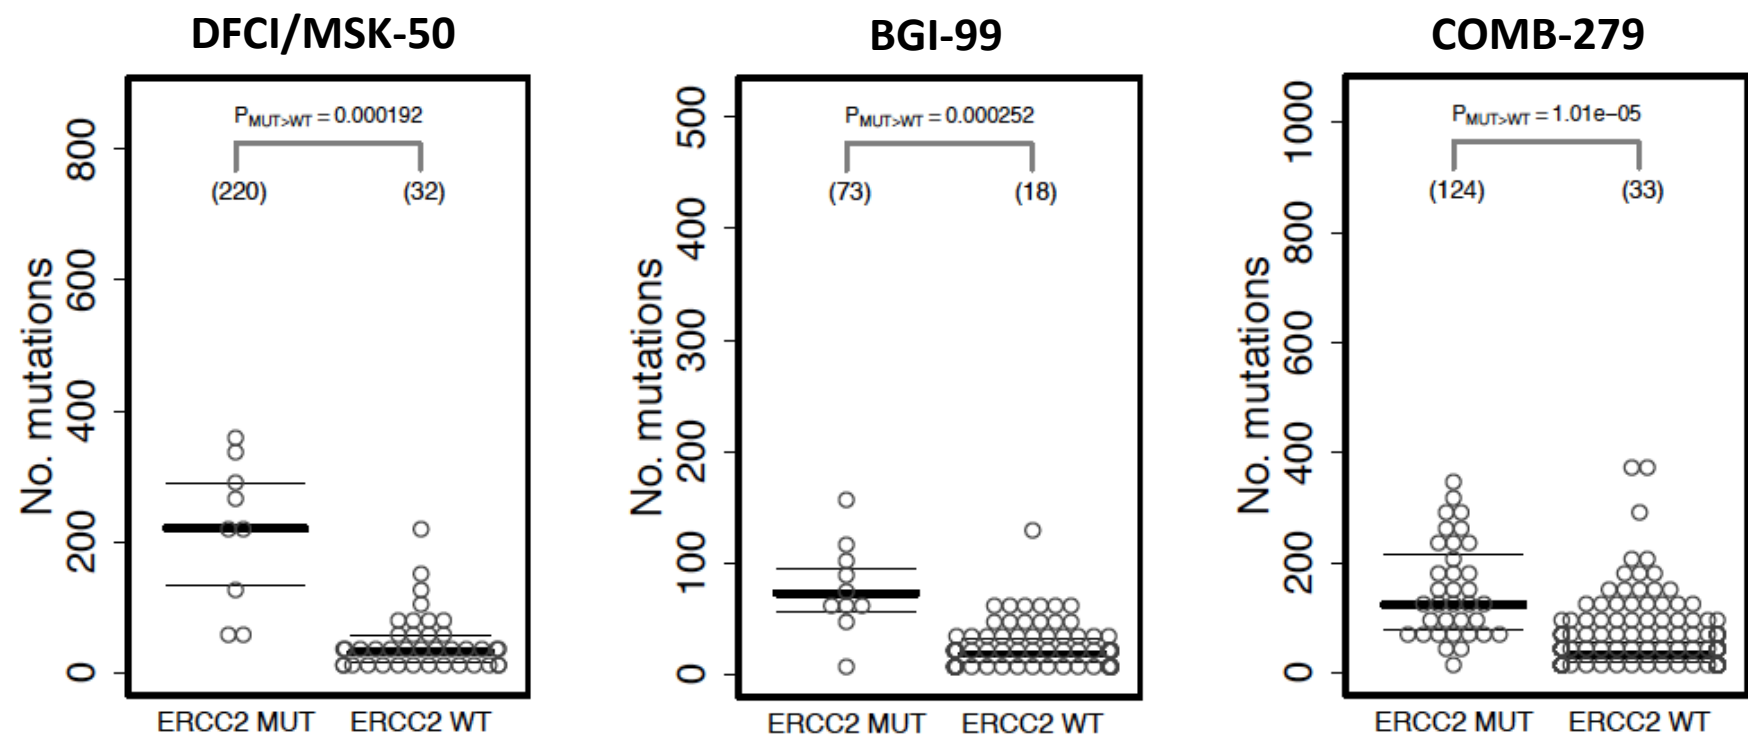 DFCI/MSK-50
P MUT>WT = 0.000192
(220) (32)
No. mutations
800
600
400
200
0
ERCC2 MUT ERCC2 WT
BGI-99
P MUT>WT = 0.000252
(73) (18)
No. mutations
500
400
300
200
100
0
ERCC2 MUT ERCC2 WT
COMB-279
P MUT>WT = 1.01e−05
(124) (33)
No. mutations
1000
800
600
400
200
0
ERCC2 MUT ERCC2 WT